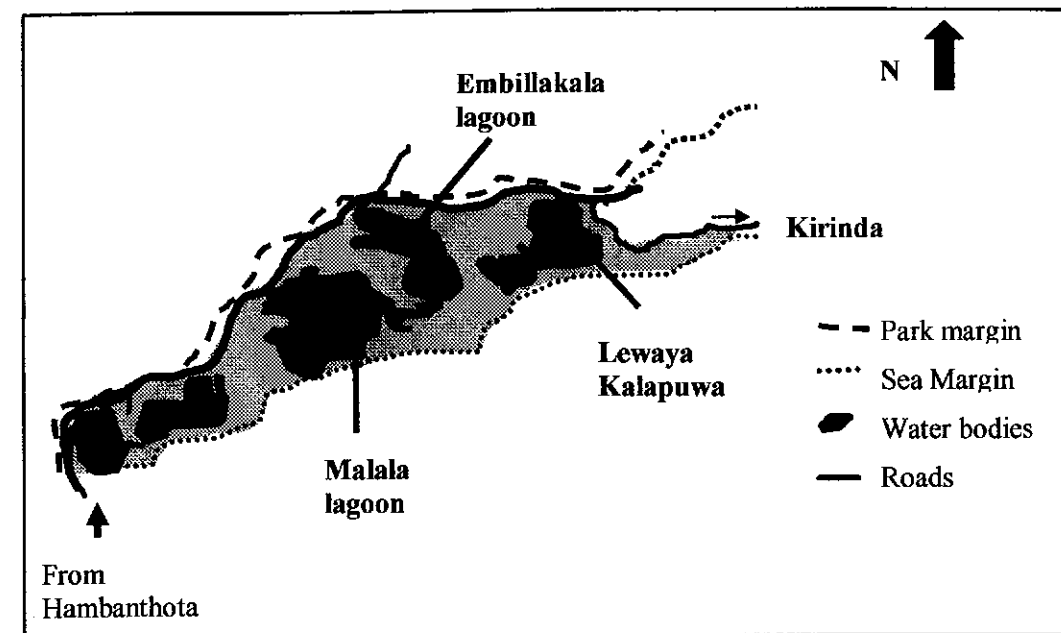 N
Embillakala
lagoon
Kirinda
Lewaya
Kalapuwa
Malala
lagoon
From
Hambanthota
Park margin
Sea Margin
Water bodies
Roads